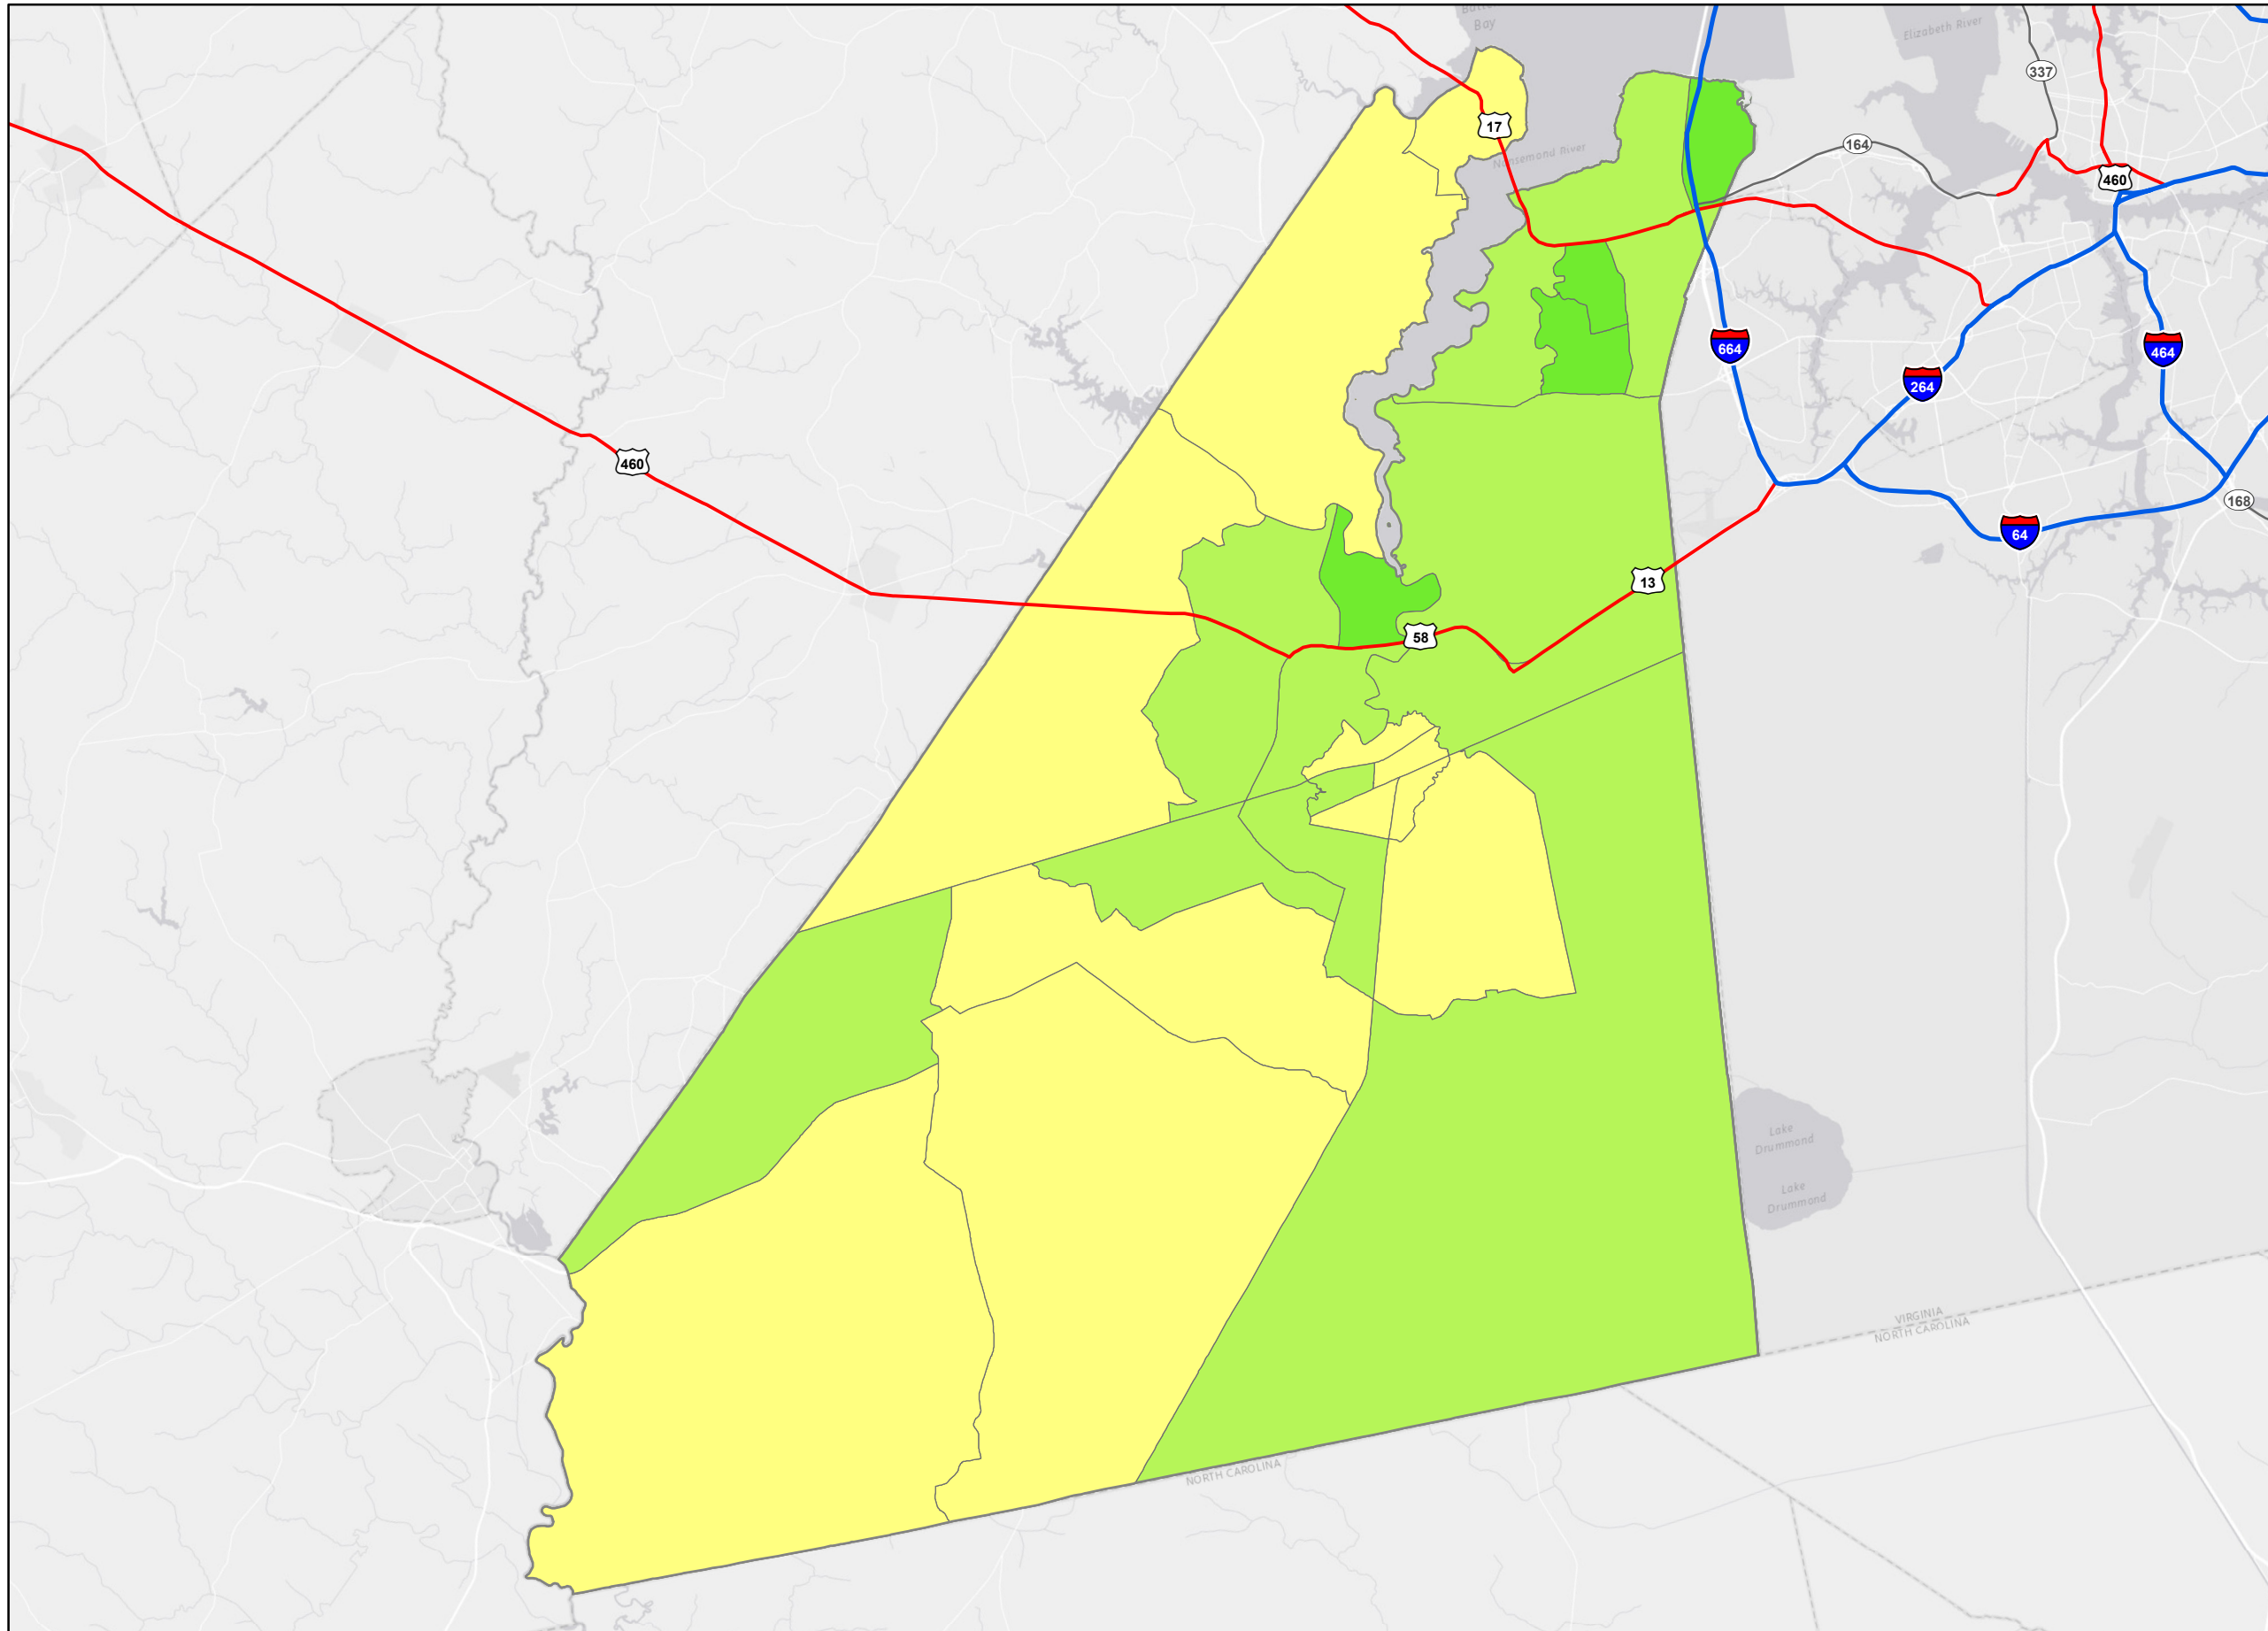 Bay
Elizabeth River
337
17
164
Nansemond River
460
664
464
264
460
168
64
13
58
Lake
Drummond
Lake
Drummond
VIRGINIA
NORTH CAROLINA
NORTH CAROLINA